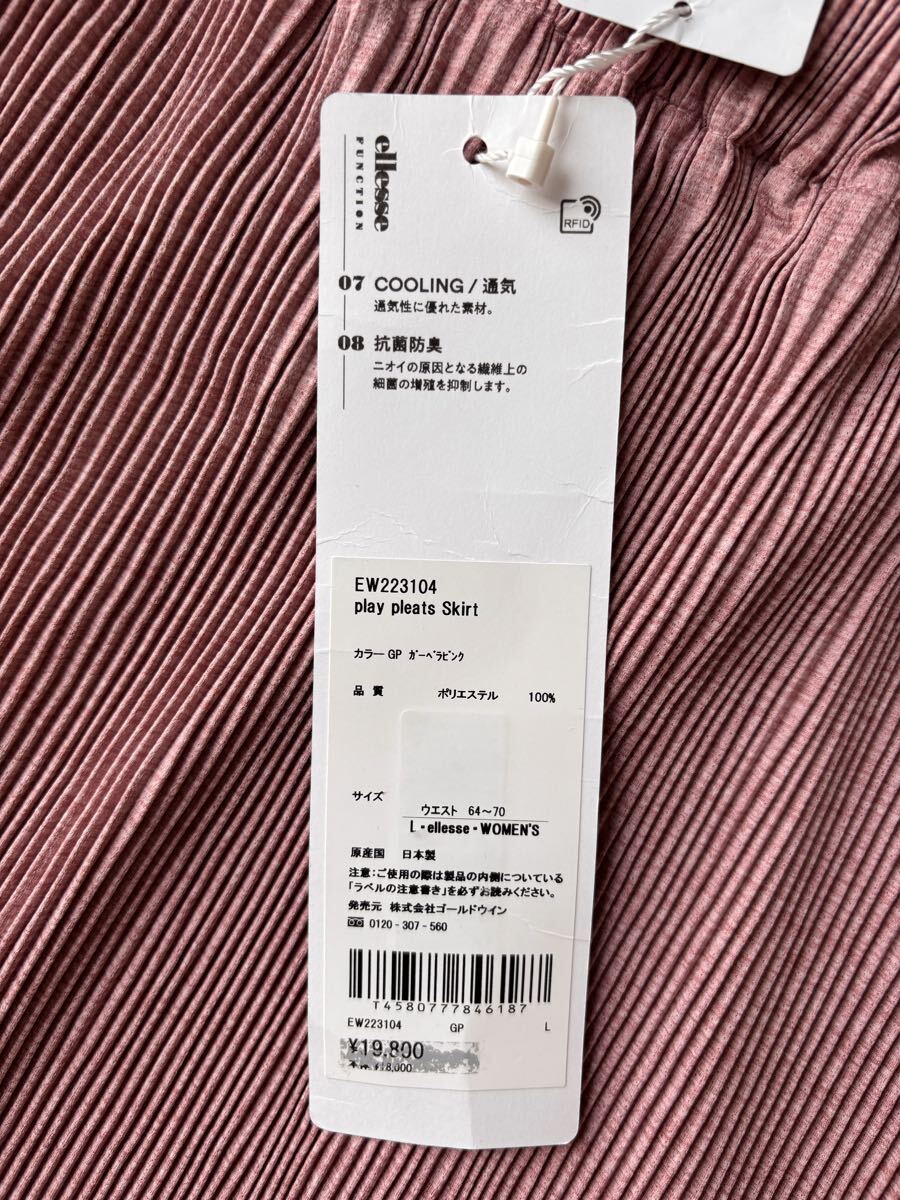 ellesse
FUNCTION
RFID
07 COOLING / 通気
通気性に優れた素材。
08 抗菌防臭
ニオイの原因となる繊維上の
細菌の増殖を抑制します。
EW223104
play pleats Skirt
カラー GP ガーベラピンク
品質 ポリエステル 100%
サイズ
ウエスト 64~70
L・ellesse・WOMEN'S
原産国 日本製
注意:ご使用の際は製品の内側についている
「ラベルの注意書き」を必ずお読みください。
発売元 株式会社ゴールドウイン
0120-307-560
T4580777846187
EW223104 GP L
¥19,800
本体 ¥18,000